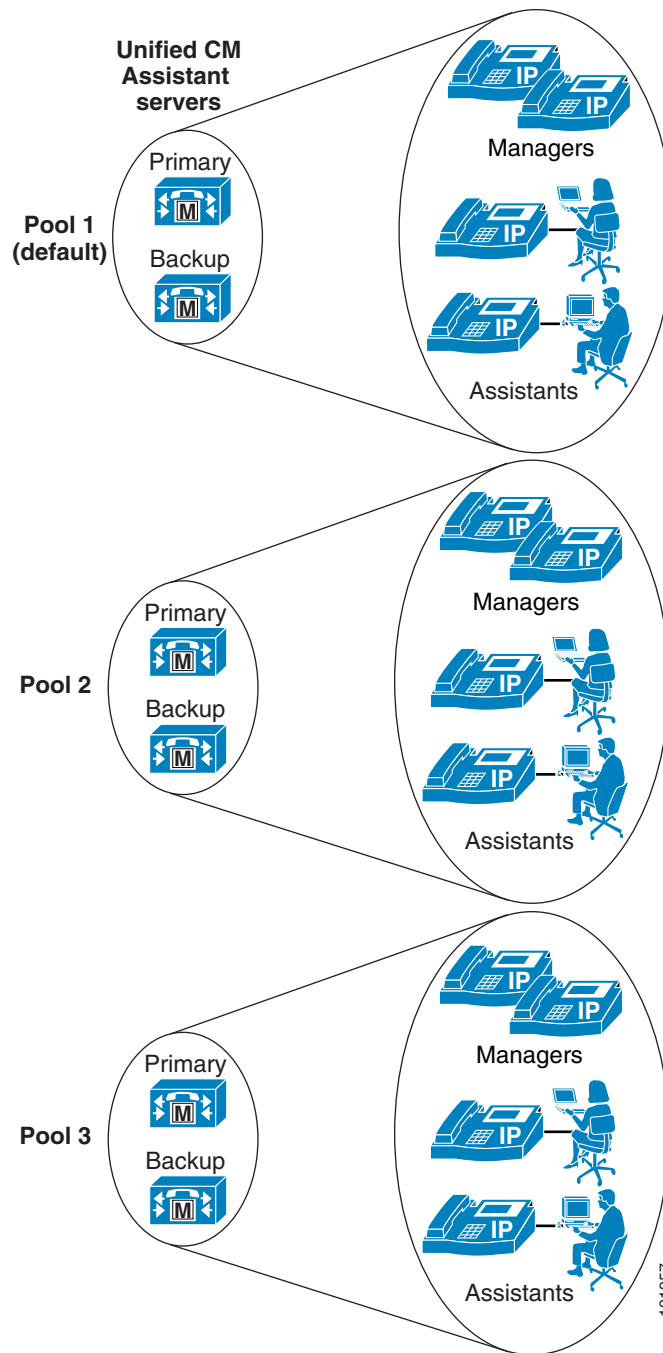 Unified CM
Assistant
servers
Pool 1
(default)
Primary
M
Backup
M
IP
IP
Managers
IP
IP
Assistants
Pool 2
Primary
M
Backup
M
IP
IP
Managers
IP
IP
Assistants
Pool 3
Primary
M
Backup
M
IP
IP
Managers
IP
IP
Assistants